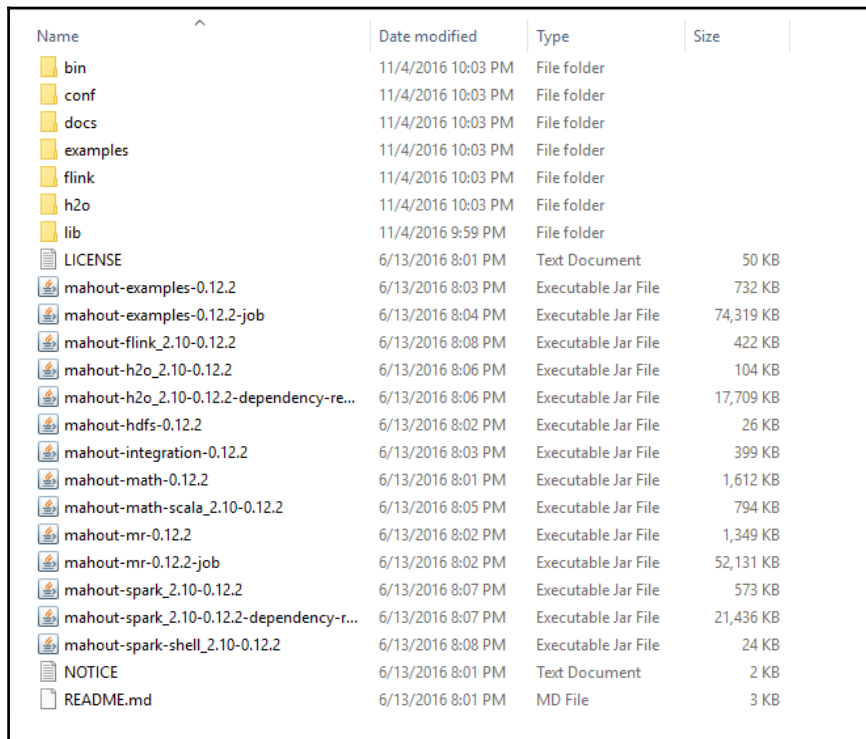 Name Date modified Type Size
bin 11/4/2016 10:03 PM File folder
conf 11/4/2016 10:03 PM File folder
docs 11/4/2016 10:03 PM File folder
examples 11/4/2016 10:03 PM File folder
flink 11/4/2016 10:03 PM File folder
h2o 11/4/2016 10:03 PM File folder
lib 11/4/2016 9:59 PM File folder
LICENSE 6/13/2016 8:01 PM Text Document 50 KB
mahout-examples-0.12.2 6/13/2016 8:03 PM Executable Jar File 732 KB
mahout-examples-0.12.2-job 6/13/2016 8:04 PM Executable Jar File 74,319 KB
mahout-flink_2.10-0.12.2 6/13/2016 8:08 PM Executable Jar File 422 KB
mahout-h2o_2.10-0.12.2 6/13/2016 8:06 PM Executable Jar File 104 KB
mahout-h2o_2.10-0.12.2-dependency-re... 6/13/2016 8:06 PM Executable Jar File 17,709 KB
mahout-hdfs-0.12.2 6/13/2016 8:02 PM Executable Jar File 26 KB
mahout-integration-0.12.2 6/13/2016 8:03 PM Executable Jar File 399 KB
mahout-math-0.12.2 6/13/2016 8:01 PM Executable Jar File 1,612 KB
mahout-math-scala_2.10-0.12.2 6/13/2016 8:05 PM Executable Jar File 794 KB
mahout-mr-0.12.2 6/13/2016 8:02 PM Executable Jar File 1,349 KB
mahout-mr-0.12.2-job 6/13/2016 8:02 PM Executable Jar File 52,131 KB
mahout-spark_2.10-0.12.2 6/13/2016 8:07 PM Executable Jar File 573 KB
mahout-spark_2.10-0.12.2-dependency-r... 6/13/2016 8:07 PM Executable Jar File 21,436 KB
mahout-spark-shell_2.10-0.12.2 6/13/2016 8:08 PM Executable Jar File 24 KB
NOTICE 6/13/2016 8:01 PM Text Document 2 KB
README.md 6/13/2016 8:01 PM MD File 3 KB